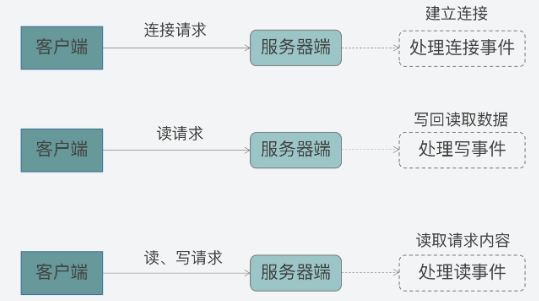 建立连接
连接请求
客户端
服务器端
处理连接事件
写回读取数据
读请求
客户端
服务器端
处理写事件
读取请求内容
读、写请求
客户端
服务器端
处理读事件